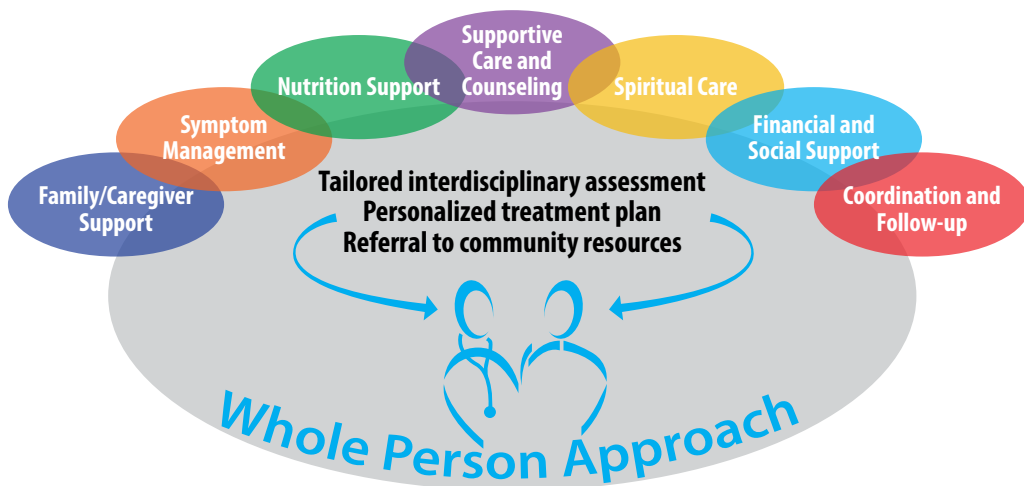 Supportive
Care and
Counseling
Nutrition Support
Spiritual Care
Symptom
Management
Financial and
Social Support
Family/Caregiver
Support
Coordination and
Follow-up
Tailored interdisciplinary assessment
Personalized treatment plan
Referral to community resources
Whole Person Approach